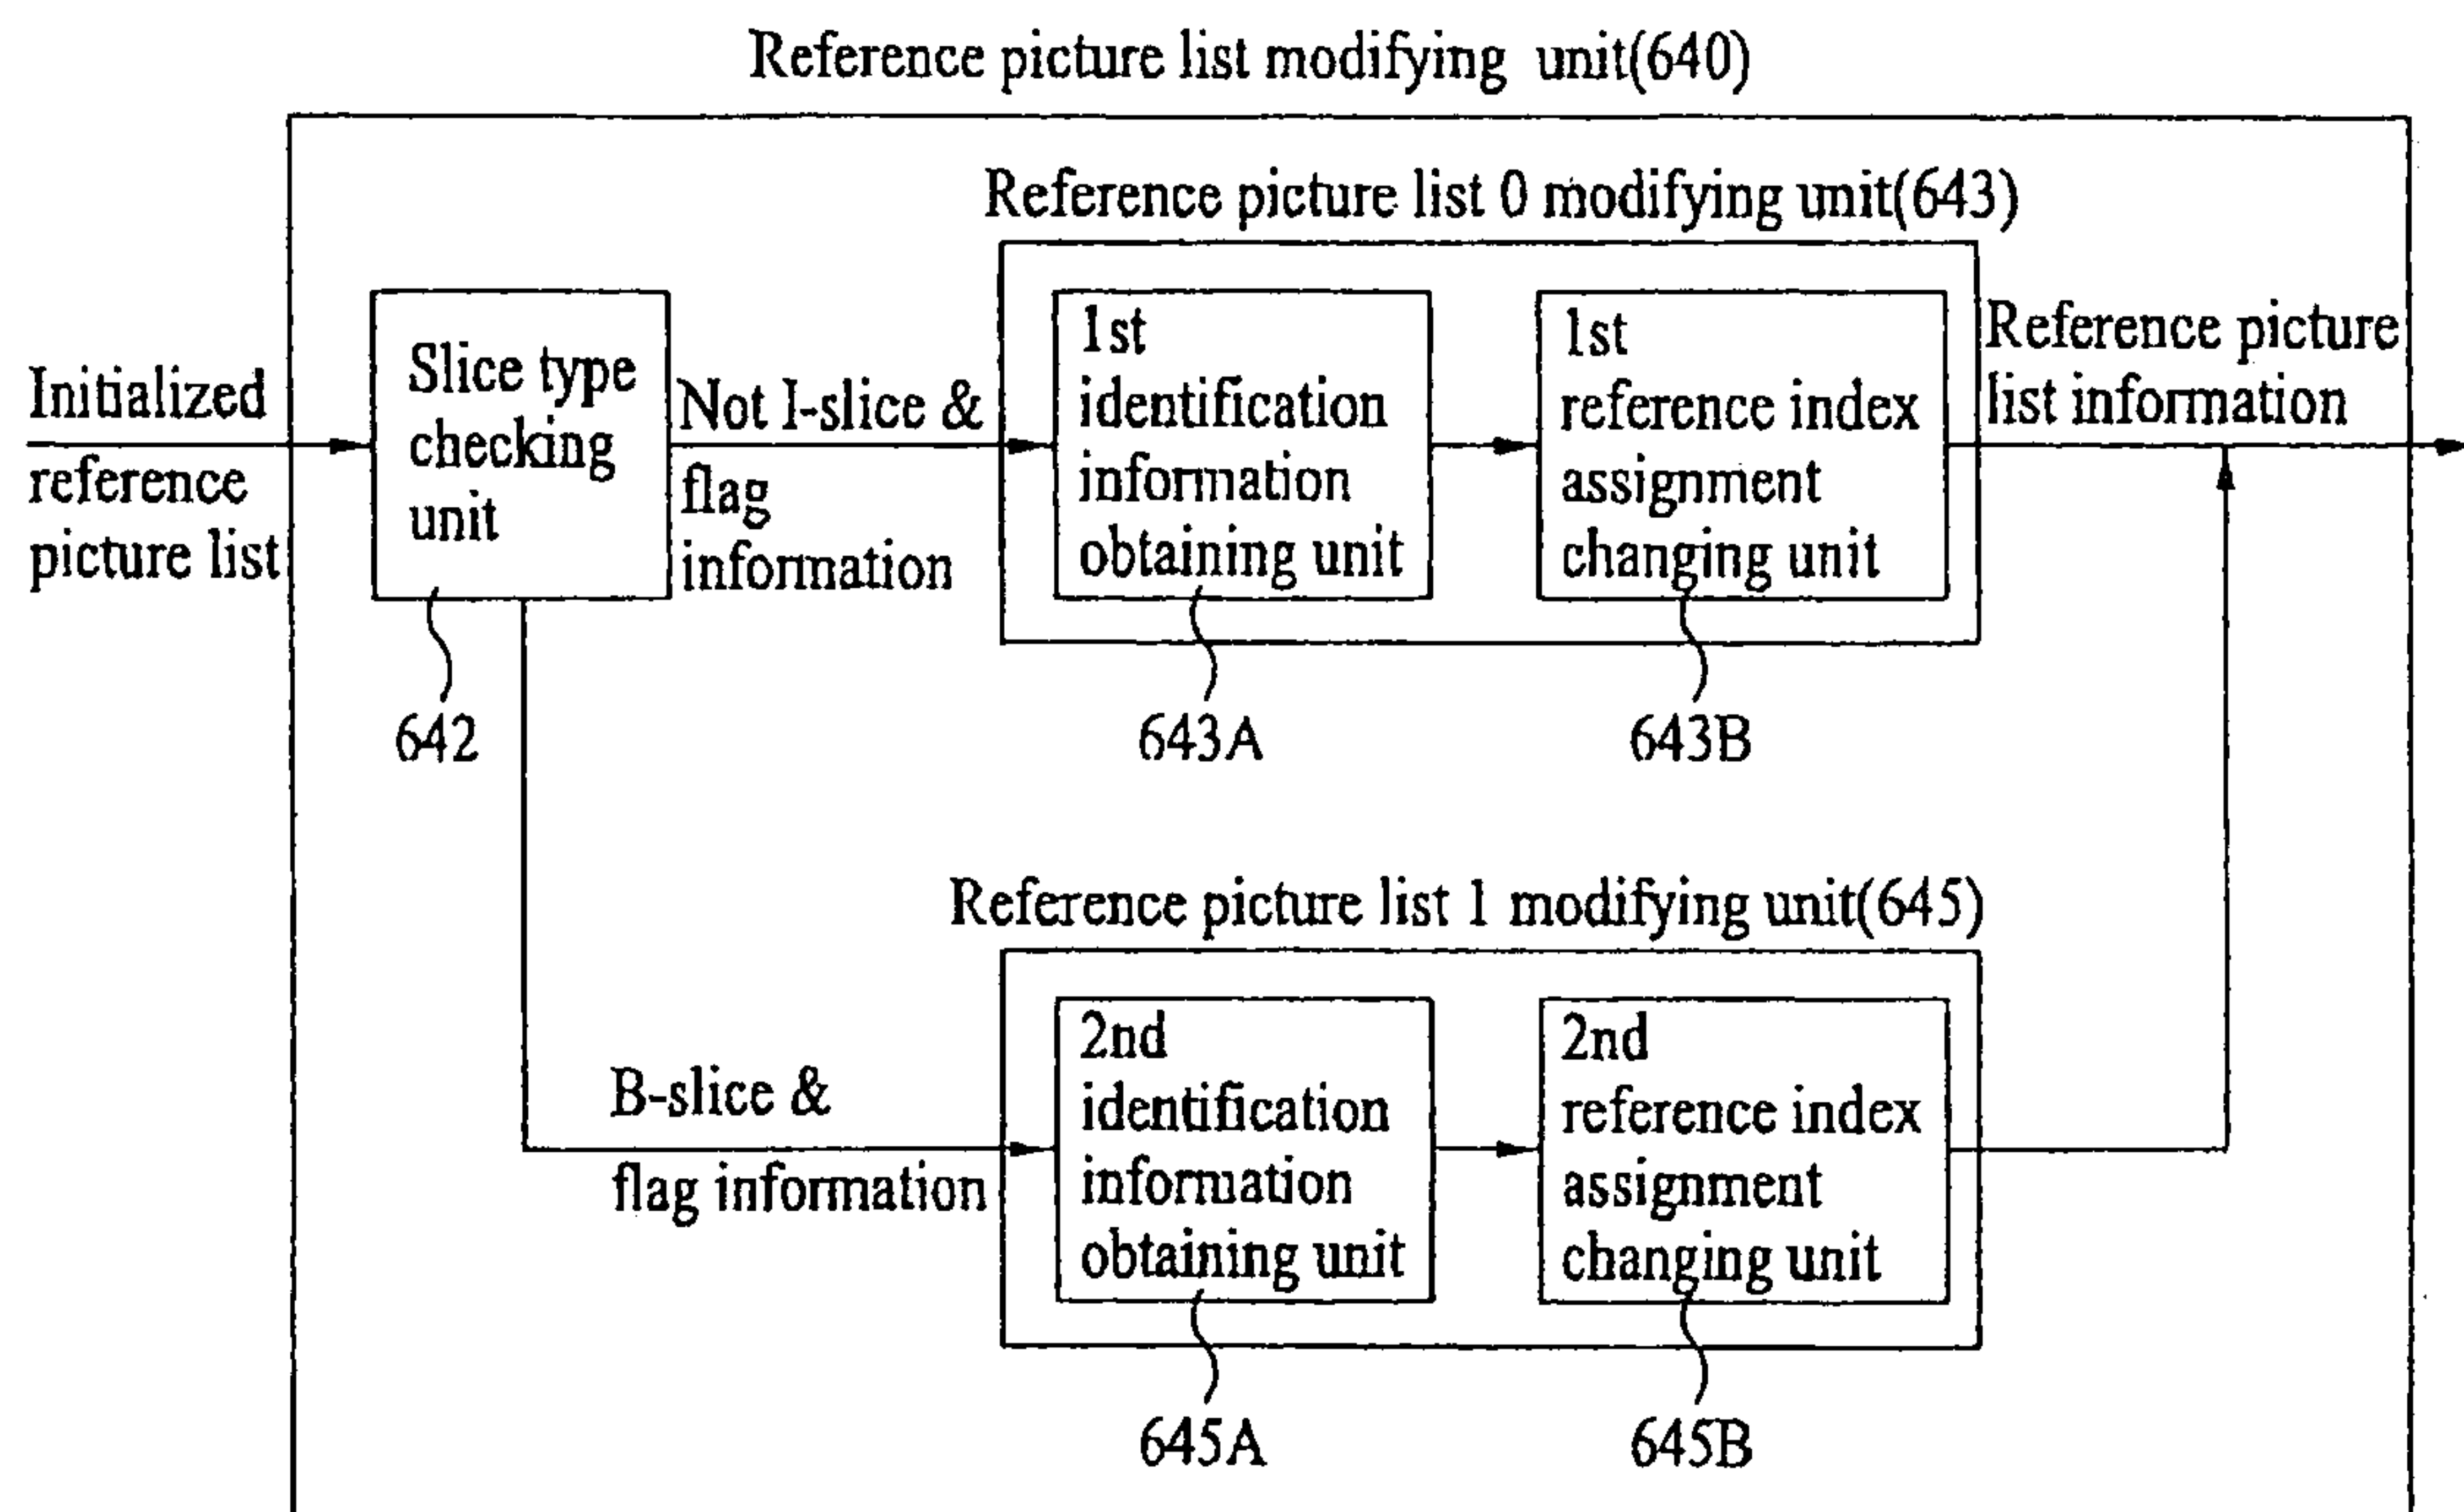 Reference picture list modifying unit(640)
Reference picture list 0 modifying unit(643)
Initialized
reference
picture list
Slice type
checking
unit
642
Not I-slice &
flag
information
1st
identification
information
obtaining unit
643A
1st
reference index
assignment
changing unit
643B
Reference picture
list information
Reference picture list 1 modifying unit(645)
B-slice &
flag information
2nd
identification
information
obtaining unit
645A
2nd
reference index
assignment
changing unit
645B